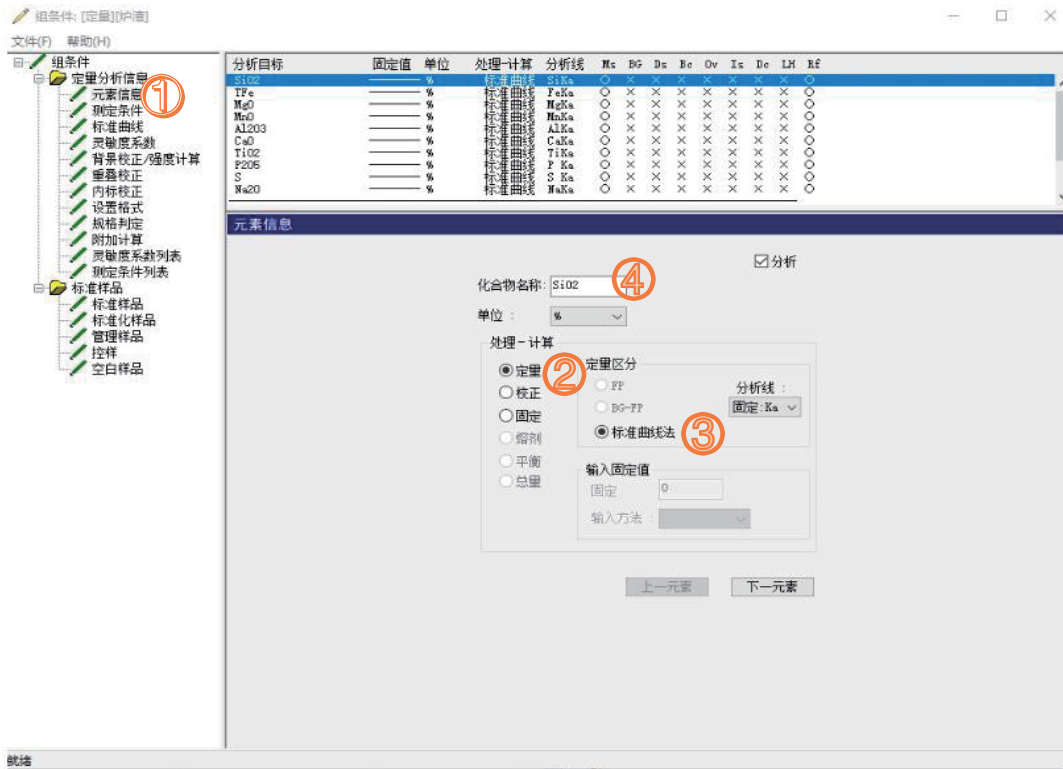 组条件: [定量][炉渣]
文件(F) 帮助(H)
组条件
定量分析信息
元素信息
测定条件
标准曲线
灵敏度系数
背景校正/强度计算
重叠校正
内标校正
设置格式
规格判定
附加计算
灵敏度系数列表
测定条件列表
标准样品
标准样品
标准化样品
管理样品
控样
空白样品
①
分析目标 固定值 单位 处理-计算 分析线 Ms BG Ds Bc Ov Is Dc LH Rf
SiO2 % 标准曲线 SiKa ○ × × × × × × × ○
TFe % 标准曲线 FeKa ○ × × × × × × × ○
MgO % 标准曲线 MgKa ○ × × × × × × × ○
MnO % 标准曲线 MnKa ○ × × × × × × × ○
Al2O3 % 标准曲线 AlKa ○ × × × × × × × ○
CaO % 标准曲线 CaKa ○ × × × × × × × ○
TiO2 % 标准曲线 TiKa ○ × × × × × × × ○
P2O5 % 标准曲线 P Ka ○ × × × × × × × ○
S % 标准曲线 S Ka ○ × × × × × × × ○
Na2O % 标准曲线 NaKa ○ × × × × × × × ○
元素信息
分析
化合物名称: SiO2 ④
单位 : %
处理-计算
定量 ②
校正
固定
熔剂
平衡
总量
定量区分
FP
BG-FP
标准曲线法 ③
分析线 :
固定:Ka
输入固定值
固定 0
输入方法 :
上一元素 下一元素
就绪